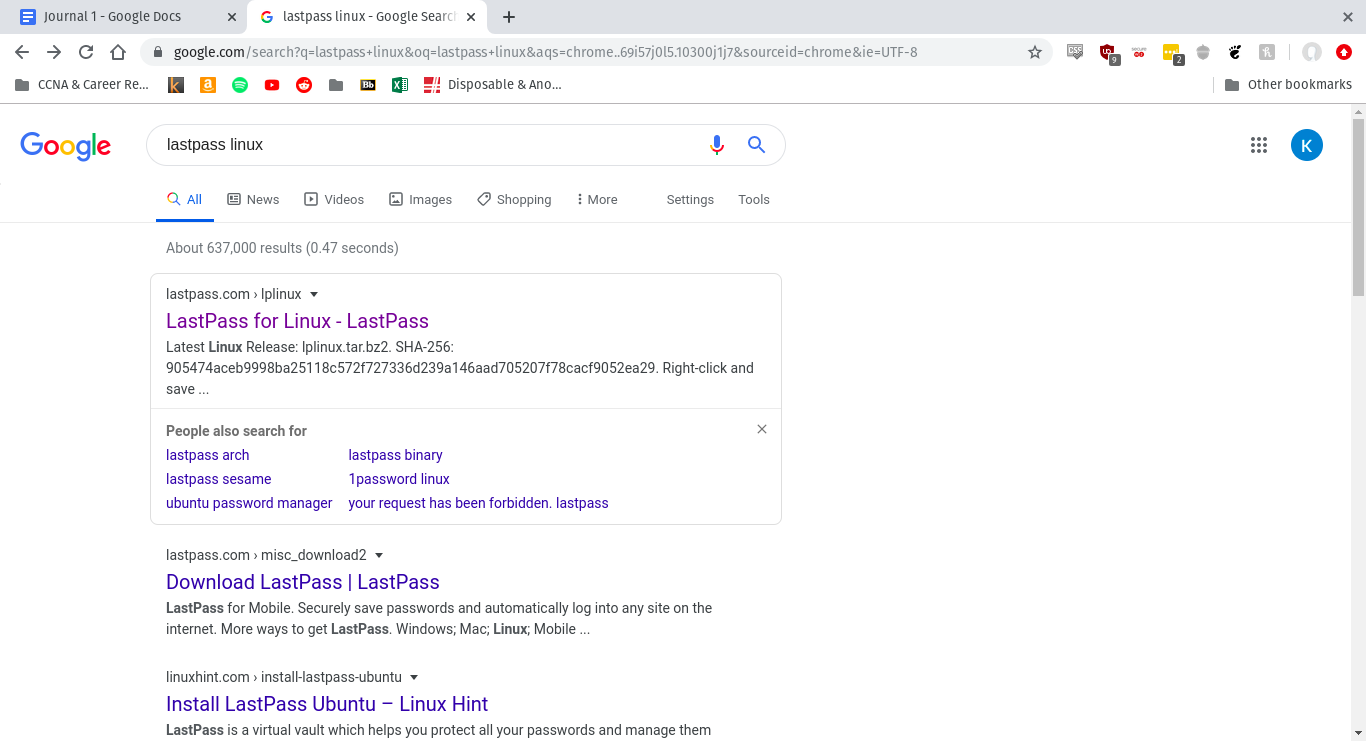 Journal 1 - Google Docs
lastpass linux - Google Searc
google.com/search?q=lastpass+linux&oq=lastpass+linux&aqs=chrome..69i57j0l5.10300j1j7&sourceid=chrome&ie=UTF-8
9
2
CCNA & Career Re...
Bb
Disposable & Ano...
Other bookmarks
Google
lastpass linux
K
All
News
Videos
Images
Shopping
More
Settings
Tools
About 637,000 results (0.47 seconds)
lastpass.com › lplinux
LastPass for Linux - LastPass
Latest Linux Release: lplinux.tar.bz2. SHA-256:
905474aceb9998ba25118c572f727336d239a146aad705207f78cacf9052ea29. Right-click and
save ...
People also search for
lastpass arch
lastpass binary
lastpass sesame
1password linux
ubuntu password manager
your request has been forbidden. lastpass
lastpass.com › misc_download2
Download LastPass | LastPass
LastPass for Mobile. Securely save passwords and automatically log into any site on the
internet. More ways to get LastPass. Windows; Mac; Linux; Mobile ...
linuxhint.com › install-lastpass-ubuntu
Install LastPass Ubuntu – Linux Hint
LastPass is a virtual vault which helps you protect all your passwords and manage them